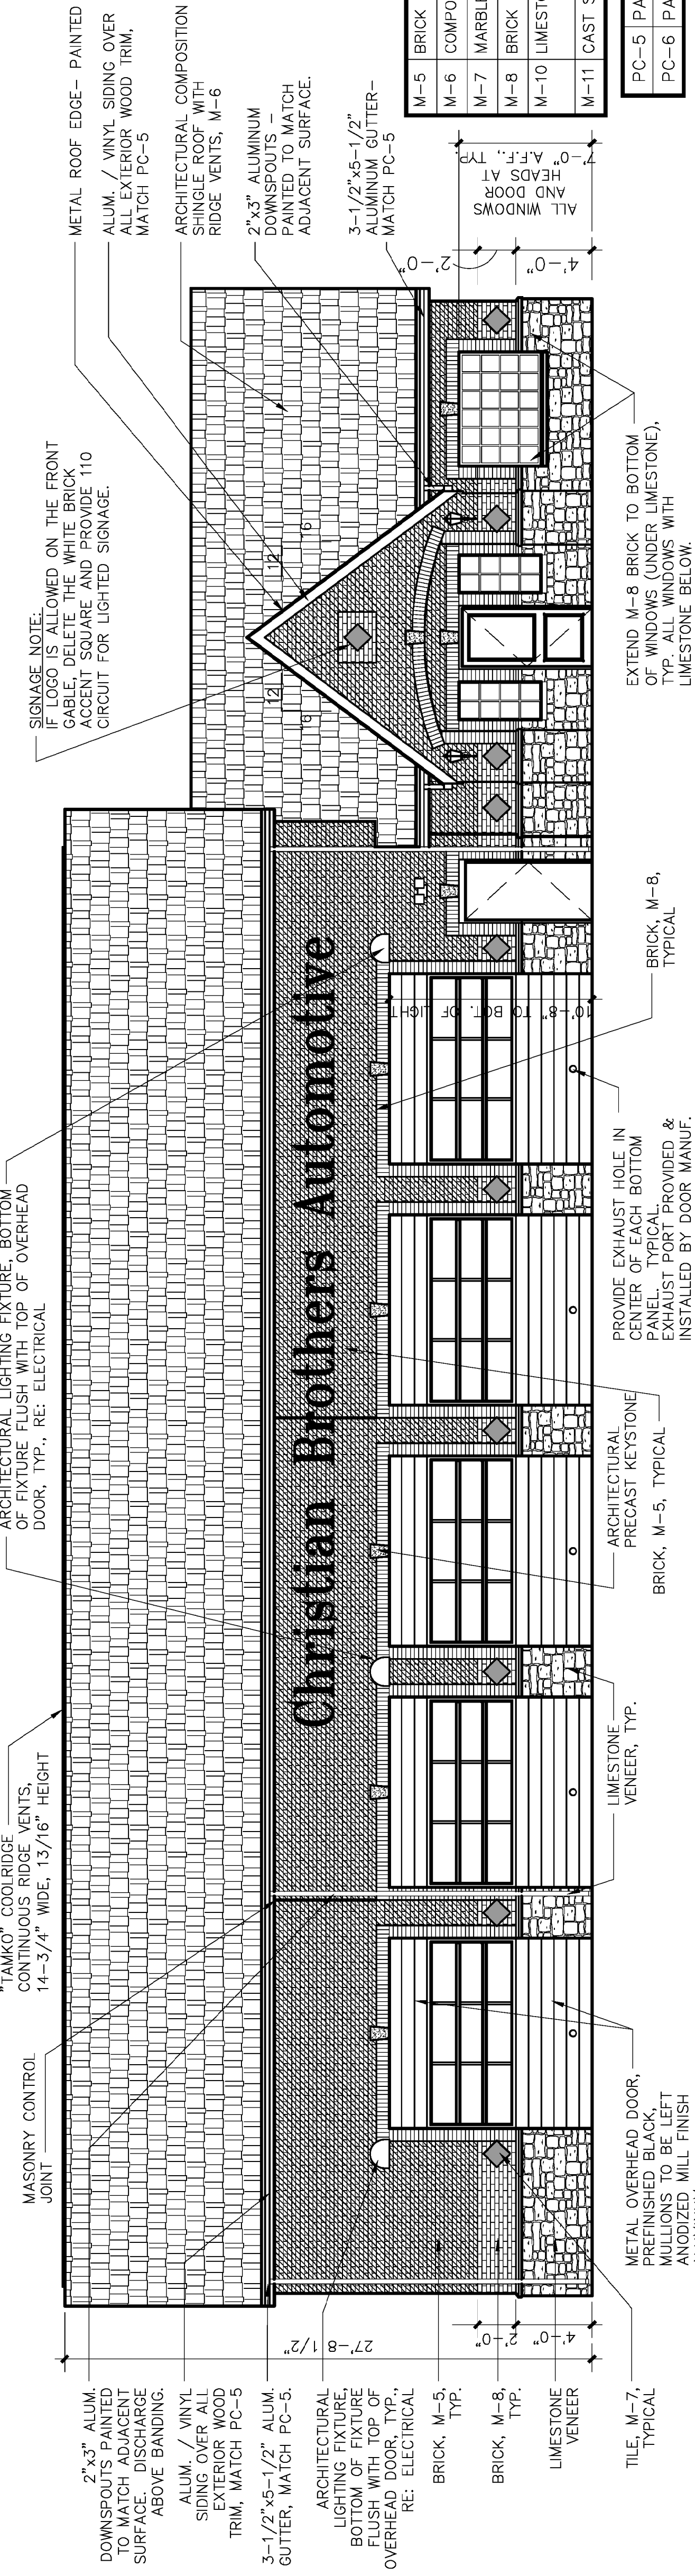 "TAMKO" COOLRIDGE
CONTINUOUS RIDGE VENTS,
14-3/4" WIDE, 13/16" HEIGHT
ARCHITECTURAL LIGHTING FIXTURE, BOTTOM
OF FIXTURE FLUSH WITH TOP OF OVERHEAD
DOOR, TYP., RE: ELECTRICAL
SIGNAGE NOTE:
IF LOGO IS ALLOWED ON THE FRONT
GABLE, DELETE THE WHITE BRICK
ACCENT SQUARE AND PROVIDE 110
CIRCUIT FOR LIGHTED SIGNAGE.
METAL ROOF EDGE- PAINTED
ALUM. / VINYL SIDING OVER
ALL EXTERIOR WOOD TRIM,
MATCH PC-5
ARCHITECTURAL COMPOSITION
SHINGLE ROOF WITH
RIDGE VENTS, M-6
2"x3" ALUMINUM
DOWNSPOUTS -
PAINTED TO MATCH
ADJACENT SURFACE.
3-1/2"x5-1/2"
ALUMINUM GUTTER-
MATCH PC-5
MASONRY CONTROL
JOINT
2"x3" ALUM.
DOWNSPOUTS PAINTED
TO MATCH ADJACENT
SURFACE. DISCHARGE
ABOVE BANDING.
ALUM. / VINYL
SIDING OVER ALL
EXTERIOR WOOD
TRIM, MATCH PC-5
3-1/2"x5-1/2" ALUM.
GUTTER, MATCH PC-5.
ARCHITECTURAL
LIGHTING FIXTURE,
BOTTOM OF FIXTURE
FLUSH WITH TOP OF
OVERHEAD DOOR, TYP.,
RE: ELECTRICAL
BRICK, M-5,
TYP.
BRICK, M-8,
TYP.
LIMESTONE
VENEER
TILE, M-7,
TYPICAL
27'-8 1/2"
2'-0"
4'-0"
Christian Brothers Automotive
12
16
12
16
10'-8" TO BOT. OF LIGHT
2'-0"
4'-0"
ALL WINDOWS
AND DOOR
HEADS AT
7'-0" A.F.F., TYP.
METAL OVERHEAD DOOR,
PREFINISHED BLACK,
MULLIONS TO BE LEFT
ANODIZED MILL FINISH
LIMESTONE
VENEER, TYP.
ARCHITECTURAL
PRECAST KEYSTONE
BRICK, M-5, TYPICAL
PROVIDE EXHAUST HOLE IN
CENTER OF EACH BOTTOM
PANEL. TYPICAL.
EXHAUST PORT PROVIDED &
INSTALLED BY DOOR MANUF.
BRICK, M-8,
TYPICAL
EXTEND M-8 BRICK TO BOTTOM
OF WINDOWS (UNDER LIMESTONE),
TYP. ALL WINDOWS WITH
LIMESTONE BELOW.
M-5 BRICK
M-6 COMPO
M-7 MARBLE
M-8 BRICK
M-10 LIMEST
M-11 CAST S
PC-5 PA
PC-6 PA